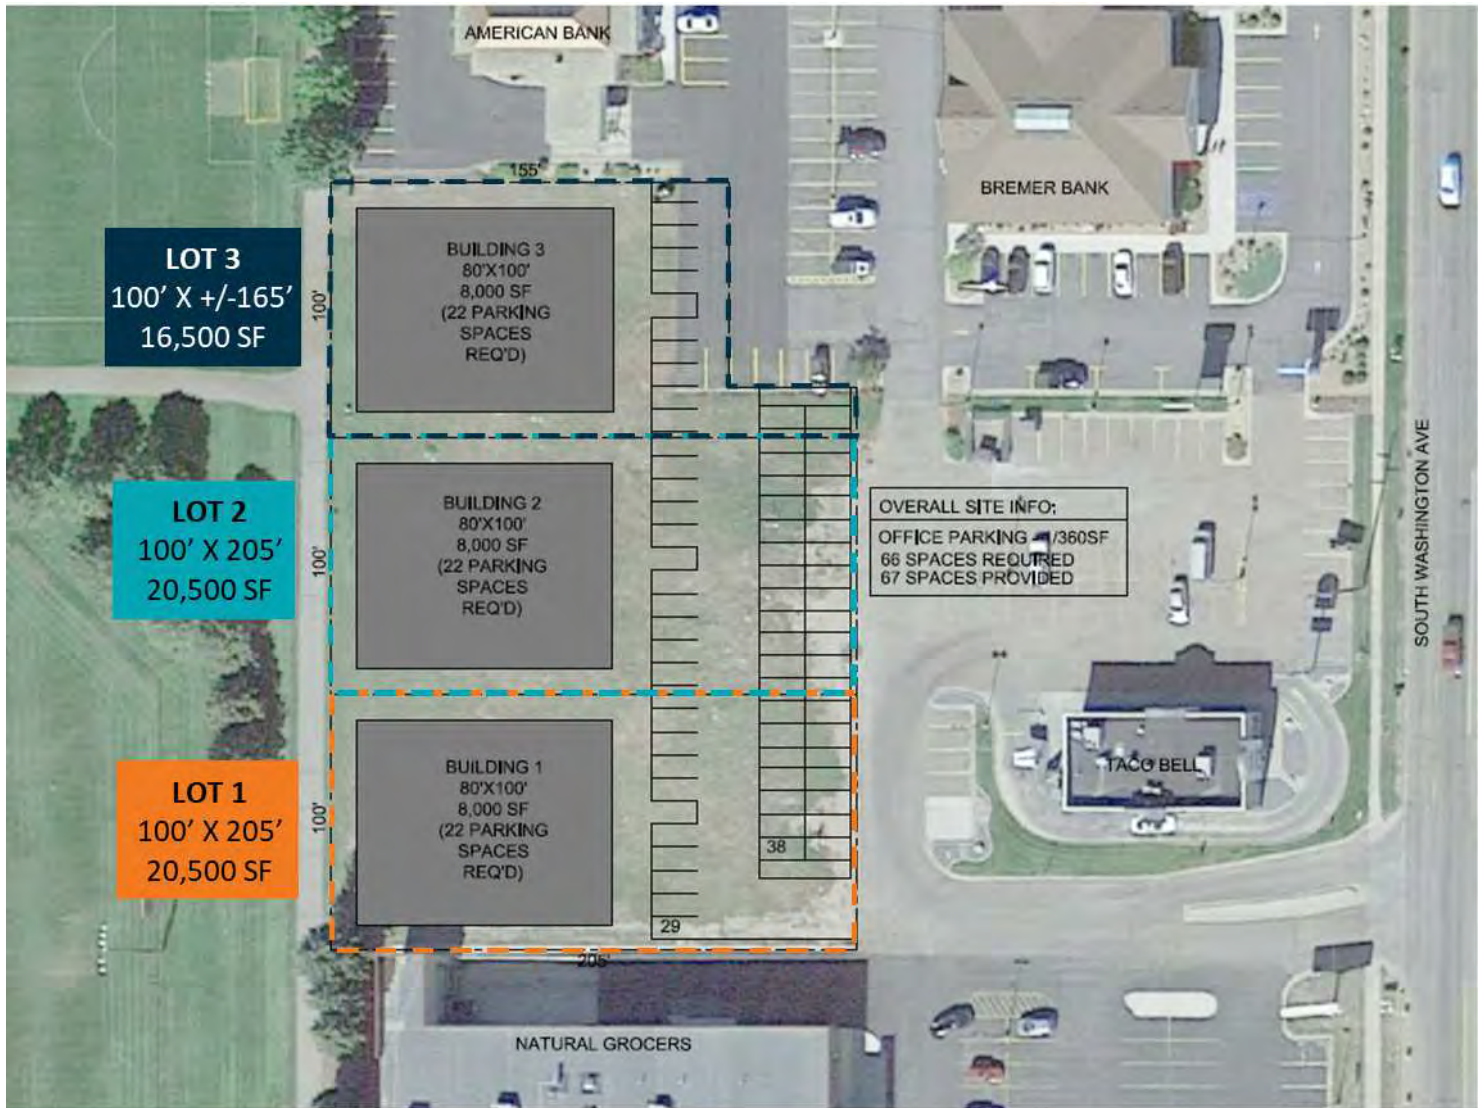 AMERICAN BANK
155'
BREMER BANK
LOT 3
100' X +/-165'
16,500 SF
100'
BUILDING 3
80'X100'
8,000 SF
(22 PARKING
SPACES
REQ'D)
LOT 2
100' X 205'
20,500 SF
100'
BUILDING 2
80'X100'
8,000 SF
(22 PARKING
SPACES
REQ'D)
OVERALL SITE INFO:
OFFICE PARKING 1/360SF
66 SPACES REQUIRED
67 SPACES PROVIDED
SOUTH WASHINGTON AVE
LOT 1
100' X 205'
20,500 SF
100'
BUILDING 1
80'X100'
8,000 SF
(22 PARKING
SPACES
REQ'D)
TACO BELL
38
29
205'
NATURAL GROCERS